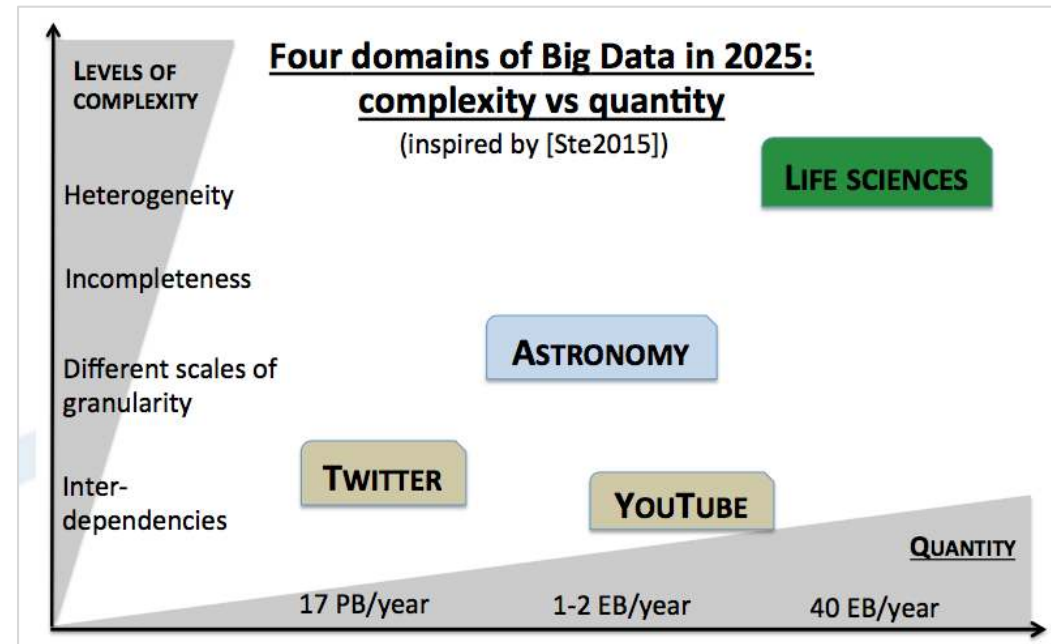 Four domains of Big Data in 2025:
complexity vs quantity
(inspired by [Ste2015])
LEVELS OF
COMPLEXITY
LIFE SCIENCES
Heterogeneity
Incompleteness
ASTRONOMY
Different scales of
granularity
TWITTER
YOUTUBE
Inter-
dependencies
QUANTITY
17 PB/year
1-2 EB/year
40 EB/year